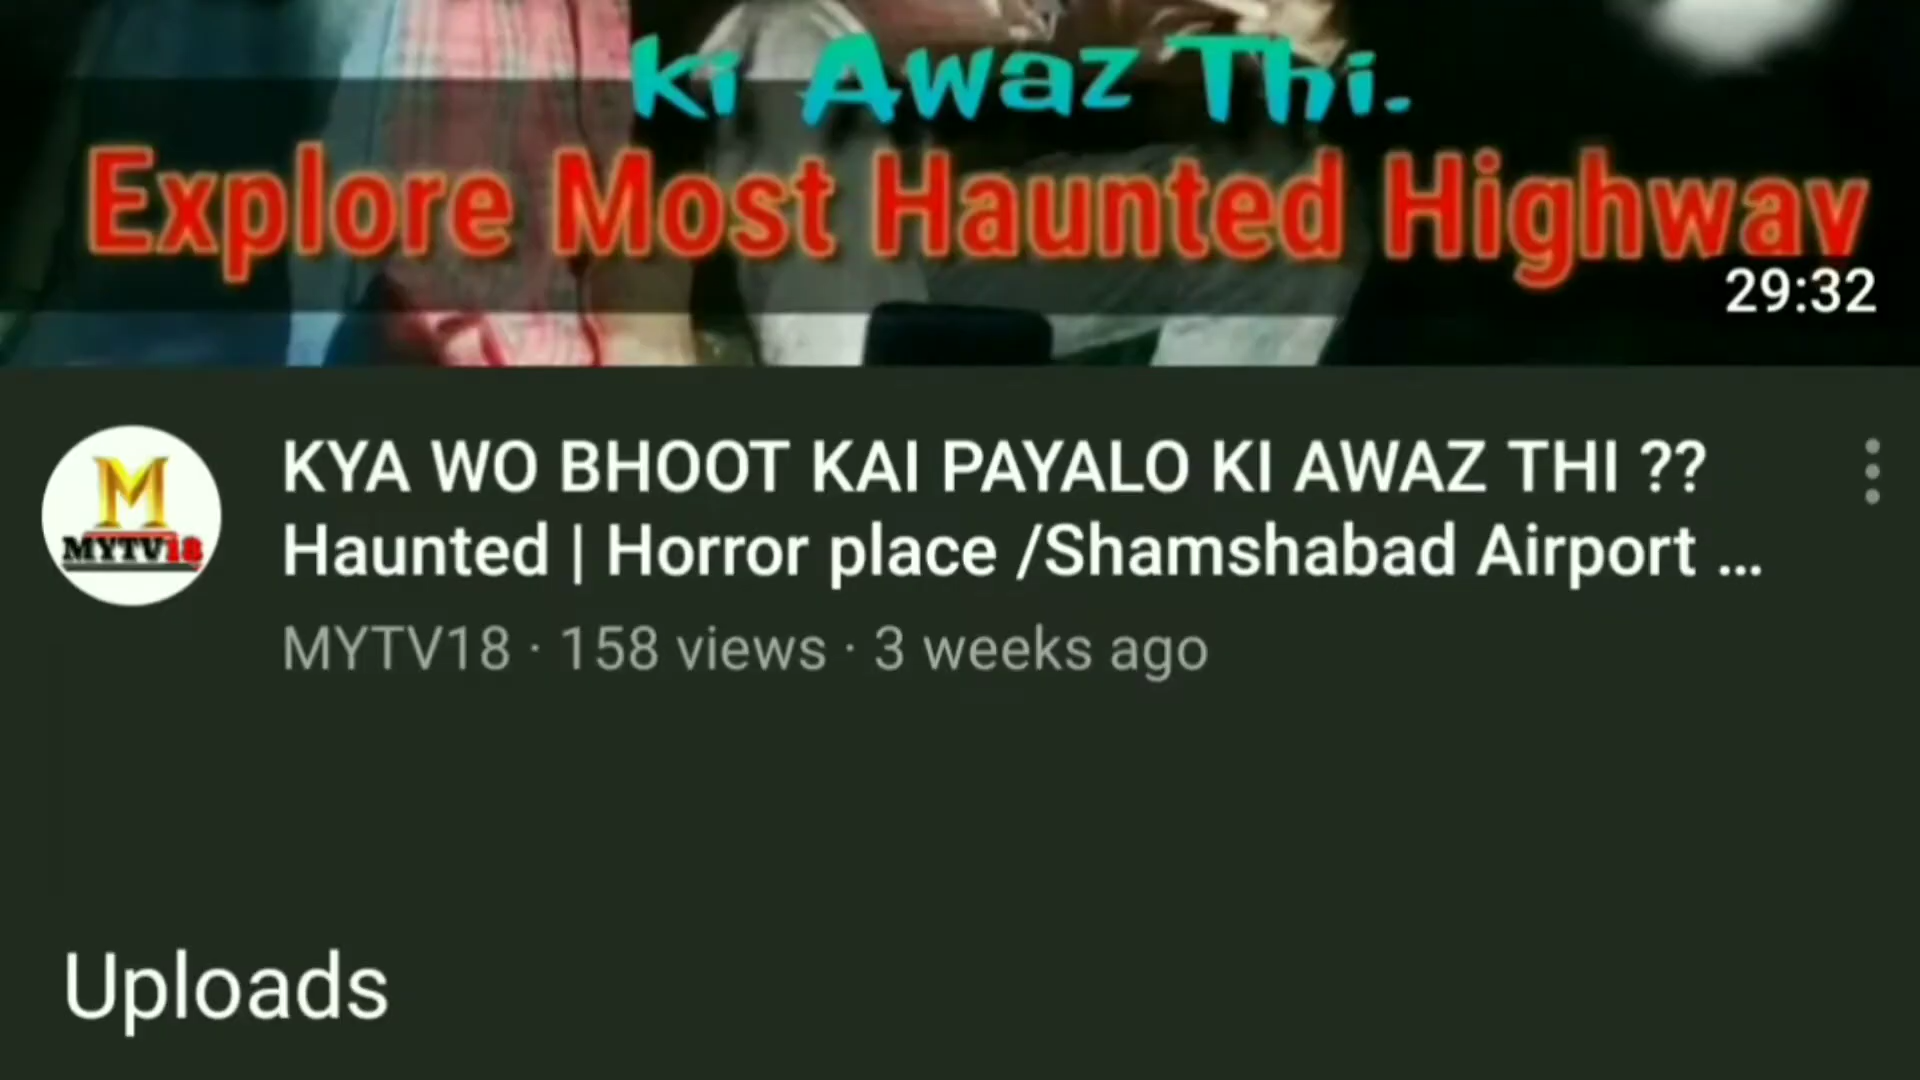 ki Awaz Thi.
Explore Most Haunted Highway
29:32
M
MYTV18
KYA WO BHOOT KAI PAYALO KI AWAZ THI ??
Haunted | Horror place /Shamshabad Airport ...
MYTV18 · 158 views · 3 weeks ago
Uploads